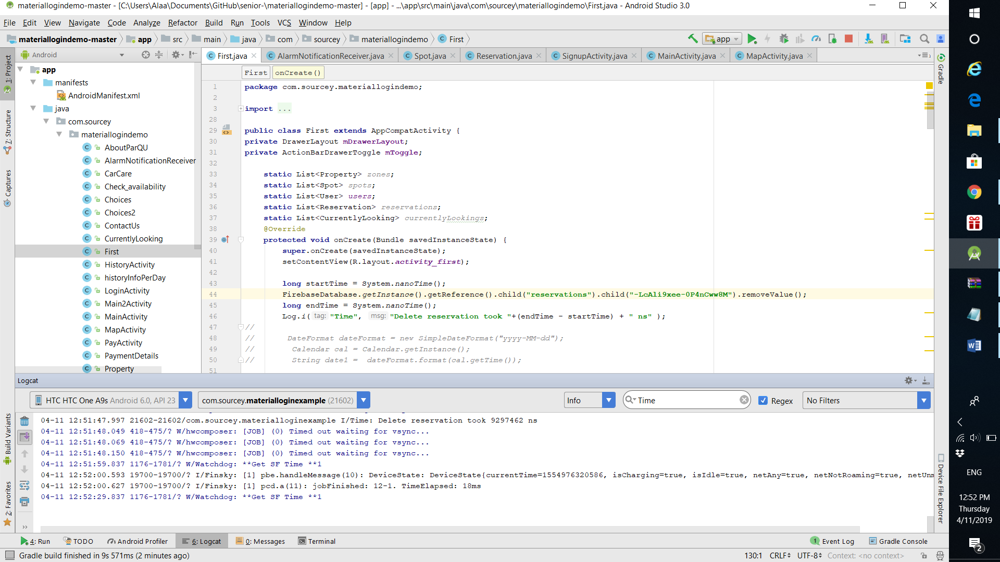 materiallogindemo-master - [C:\Users\Alaa\Documents\GitHub\senior-\materiallogindemo-master] - [app] - ...\app\src\main\java\com\sourcey\materiallogindemo\First.java - Android Studio 3.0
File Edit View Navigate Code Analyze Refactor Build Run Tools VCS Window Help
materiallogindemo-master app src main java com sourcey materiallogindemo First
app
Android
First.java AlarmNotificationReceiver.java Spot.java Reservation.java SignupActivity.java MainActivity.java MapActivity.java
3
1: Project
7: Structure
Captures
Build Variants
2: Favorites
app
manifests
AndroidManifest.xml
java
com.sourcey
materiallogindemo
AboutParQU
AlarmNotificationReceiver
CarCare
Check_availability
Choices
Choices2
ContactUs
CurrentlyLooking
First
HistoryActivity
historyInfoPerDay
LoginActivity
Main2Activity
MainActivity
MapActivity
PayActivity
PaymentDetails
Property
First onCreate()
1 package com.sourcey.materiallogindemo;
2
3 import ...
28
29 public class First extends AppCompatActivity {
30 private DrawerLayout mDrawerLayout;
31 private ActionBarDrawerToggle mToggle;
32
33 static List<Property> zones;
34 static List<Spot> spots;
35 static List<User> users;
36 static List<Reservation> reservations;
37 static List<CurrentlyLooking> currentlyLookings;
38 @Override
39 protected void onCreate(Bundle savedInstanceState) {
40 super.onCreate(savedInstanceState);
41 setContentView(R.layout.activity_first);
42
43 long startTime = System.nanoTime();
44 FirebaseDatabase.getInstance().getReference().child("reservations").child("-LcAli9xee-0P4nCww8M").removeValue();
45 long endTime = System.nanoTime();
46 Log.i( tag: "Time", msg: "Delete reservation took "+(endTime - startTime) + " ns" );
47 //
48 // DateFormat dateFormat = new SimpleDateFormat("yyyy-MM-dd");
49 // Calendar cal = Calendar.getInstance();
50 // String date1 = dateFormat.format(cal.getTime());
51
Gradle
Device File Explorer
Logcat
HTC HTC One A9s Android 6.0, API 23 com.sourcey.materialloginexample (21602) Info Time Regex No Filters
04-11 12:51:47.997 21602-21602/com.sourcey.materialloginexample I/Time: Delete reservation took 9297462 ns
04-11 12:51:48.049 418-475/? W/hwcomposer: [JOB] (0) Timed out waiting for vsync...
04-11 12:51:48.069 418-475/? W/hwcomposer: [JOB] (0) Timed out waiting for vsync...
04-11 12:51:48.150 418-475/? W/hwcomposer: [JOB] (0) Timed out waiting for vsync...
04-11 12:51:59.837 1176-1781/? W/Watchdog: **Get SF Time **1
04-11 12:52:00.593 19700-19700/? I/Finsky: [1] pbe.handleMessage(10): DeviceState: DeviceState{currentTime=1554976320586, isCharging=true, isIdle=true, netAny=true, netNotRoaming=true, netUnm
04-11 12:52:00.627 19700-19700/? I/Finsky: [1] pcd.a(11): jobFinished: 12-1. TimeElapsed: 18ms
04-11 12:52:29.837 1176-1781/? W/Watchdog: **Get SF Time **1
4: Run TODO Android Profiler 6: Logcat 0: Messages Terminal 1 Event Log Gradle Console
Gradle build finished in 9s 571ms (2 minutes ago) 130:1 CRLF UTF-8 Context: <no context>
ENG
12:52 PM
Thursday
4/11/2019
2